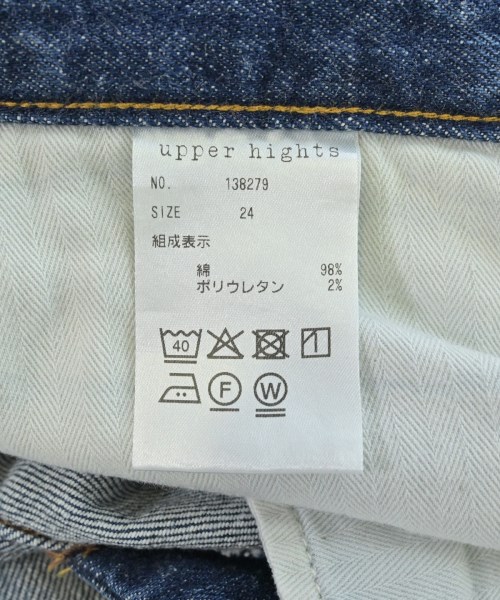 upper hights
NO. 138279
SIZE 24
組成表示
綿 98%
ポリウレタン 2%
40
F W